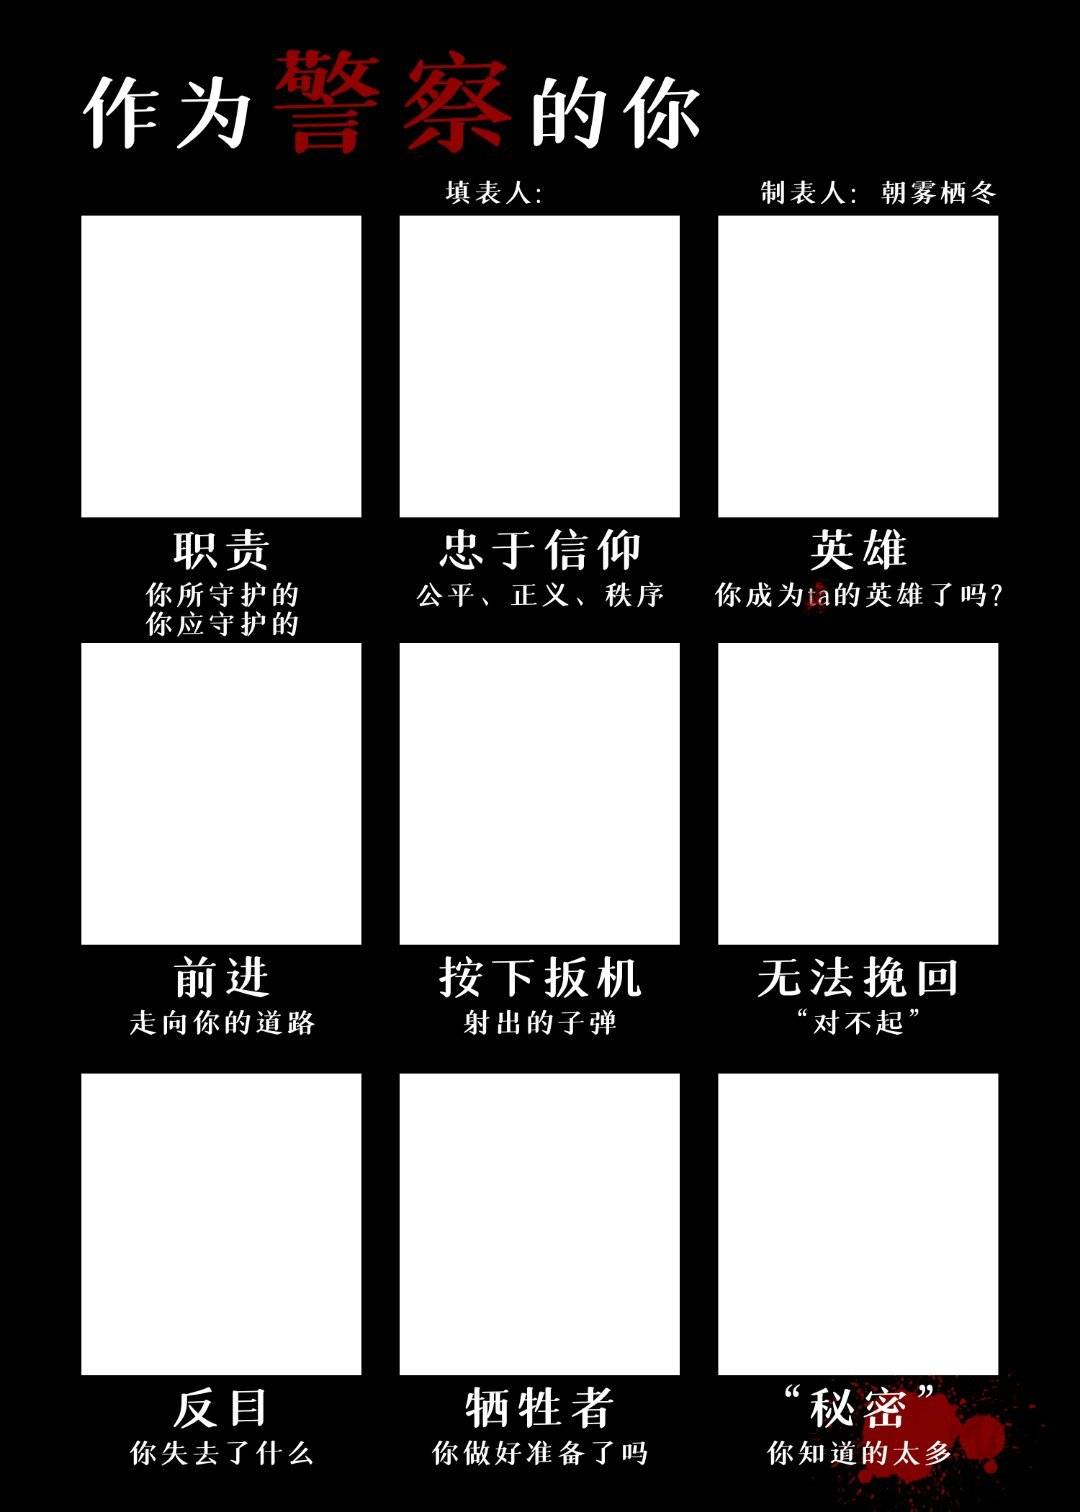 作为警察的你
填表人：
制表人： 朝雾栖冬
职责
你所守护的
你应守护的
忠于信仰
公平、正义、秩序
英雄
你成为ta的英雄了吗？
前进
走向你的道路
按下扳机
射出的子弹
无法挽回
“对不起”
反目
你失去了什么
牺牲者
你做好准备了吗
“秘密”
你知道的太多